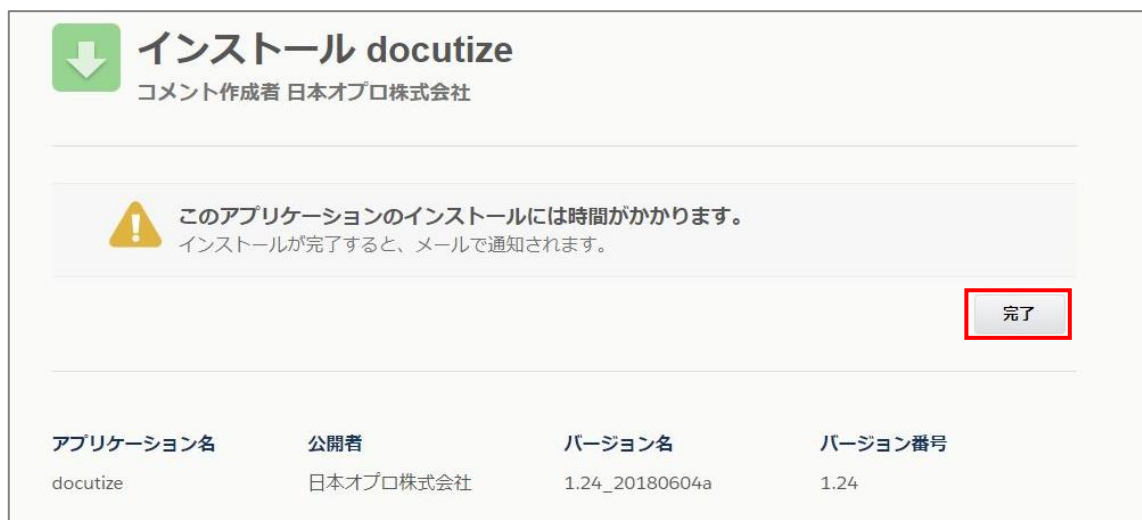 インストール docutize
コメント作成者 日本オプロ株式会社
このアプリケーションのインストールには時間がかかります。
インストールが完了すると、メールで通知されます。
完了
アプリケーション名 公開者 バージョン名 バージョン番号
docutize 日本オプロ株式会社 1.24_20180604a 1.24